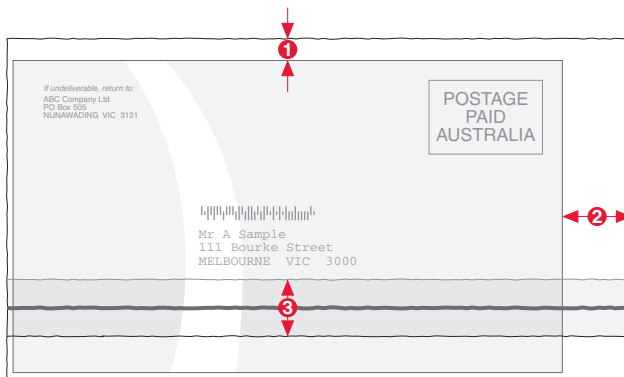 1
If undeliverable, return to:
ABC Company Ltd
PO Box 505
NUNAWADING VIC 3131
POSTAGE
PAID
AUSTRALIA
2
Mr A Sample
111 Bourke Street
MELBOURNE VIC 3000
3